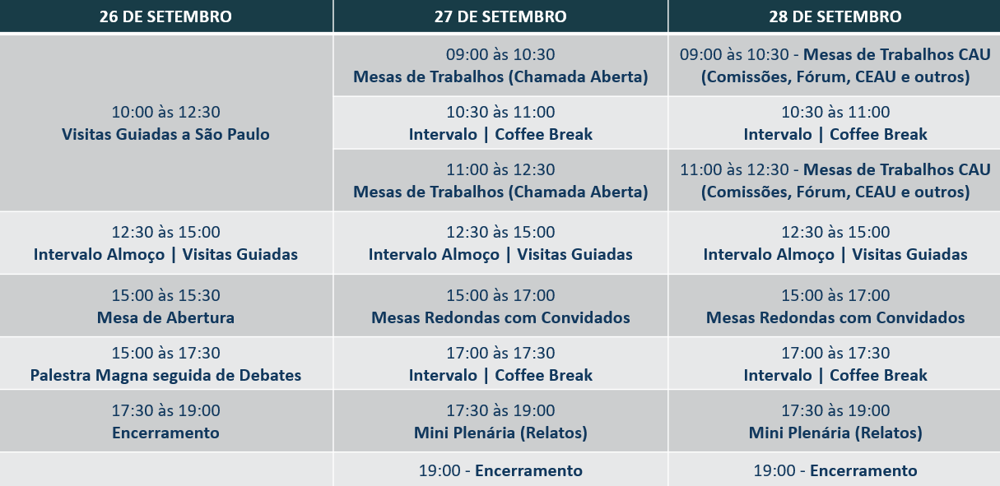 26 DE SETEMBRO
27 DE SETEMBRO
28 DE SETEMBRO
10:00 às 12:30
Visitas Guiadas a São Paulo
09:00 às 10:30
Mesas de Trabalhos (Chamada Aberta)
09:00 às 10:30 - Mesas de Trabalhos CAU
(Comissões, Fórum, CEAU e outros)
10:30 às 11:00
Intervalo | Coffee Break
10:30 às 11:00
Intervalo | Coffee Break
11:00 às 12:30
Mesas de Trabalhos (Chamada Aberta)
11:00 às 12:30 - Mesas de Trabalhos CAU
(Comissões, Fórum, CEAU e outros)
12:30 às 15:00
Intervalo Almoço | Visitas Guiadas
12:30 às 15:00
Intervalo Almoço | Visitas Guiadas
12:30 às 15:00
Intervalo Almoço | Visitas Guiadas
15:00 às 15:30
Mesa de Abertura
15:00 às 17:00
Mesas Redondas com Convidados
15:00 às 17:00
Mesas Redondas com Convidados
15:00 às 17:30
Palestra Magna seguida de Debates
17:00 às 17:30
Intervalo | Coffee Break
17:00 às 17:30
Intervalo | Coffee Break
17:30 às 19:00
Encerramento
17:30 às 19:00
Mini Plenária (Relatos)
17:30 às 19:00
Mini Plenária (Relatos)
19:00 - Encerramento
19:00 - Encerramento